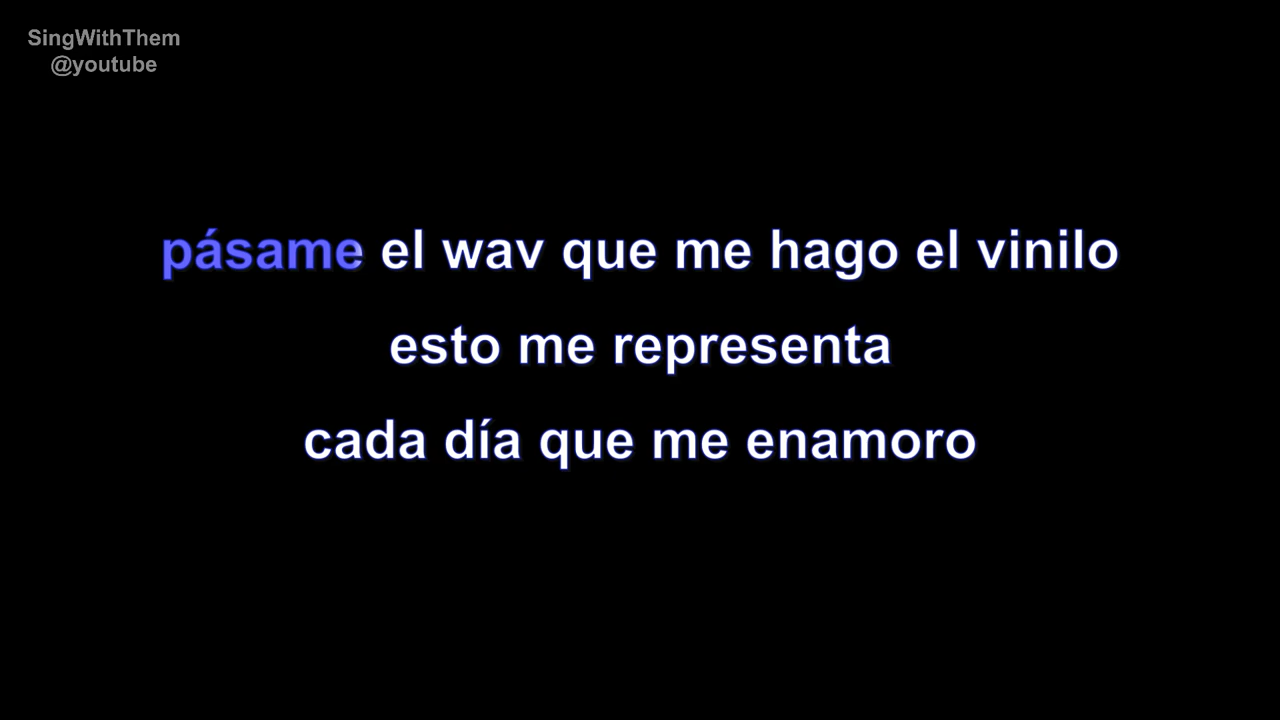 SingWithThem
@youtube
pásame el wav que me hago el vinilo
esto me representa
cada día que me enamoro